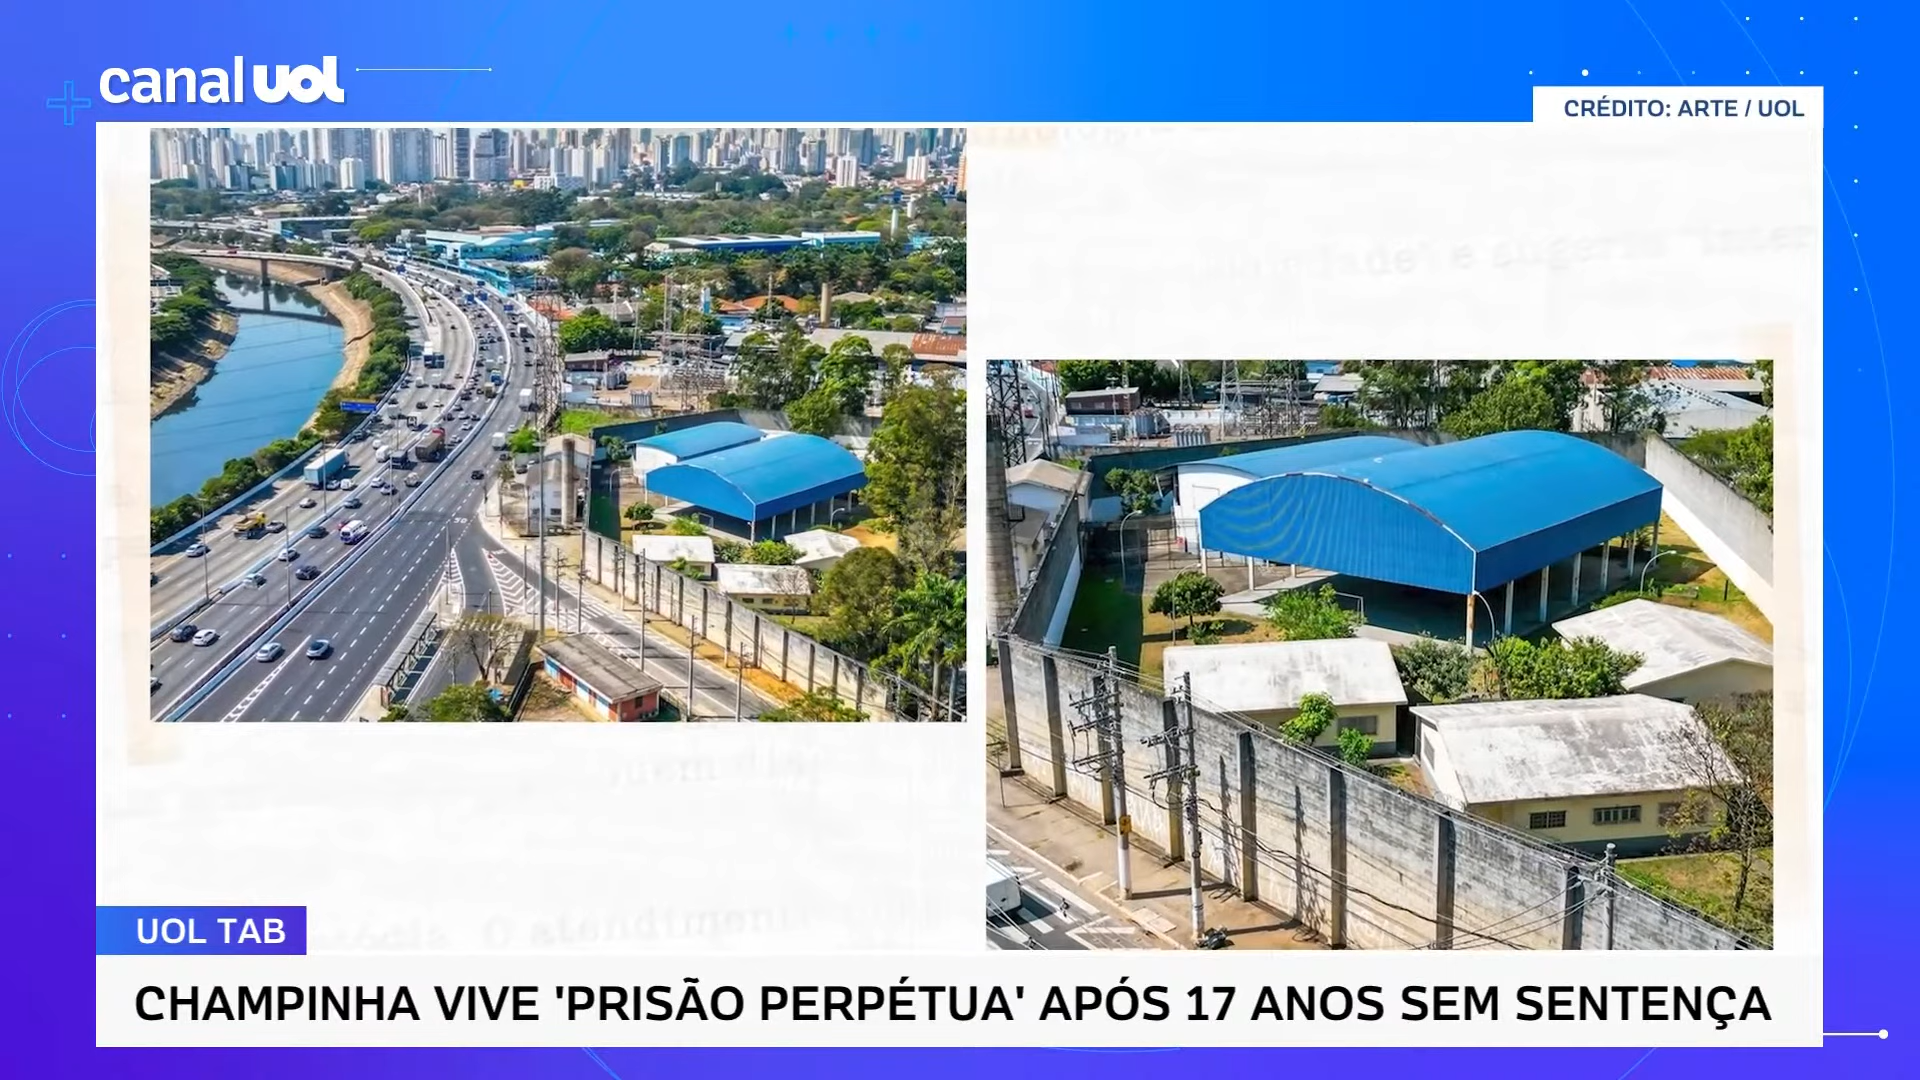 canal uol
CRÉDITO: ARTE / UOL
UOL TAB
CHAMPINHA VIVE 'PRISÃO PERPÉTUA' APÓS 17 ANOS SEM SENTENÇA